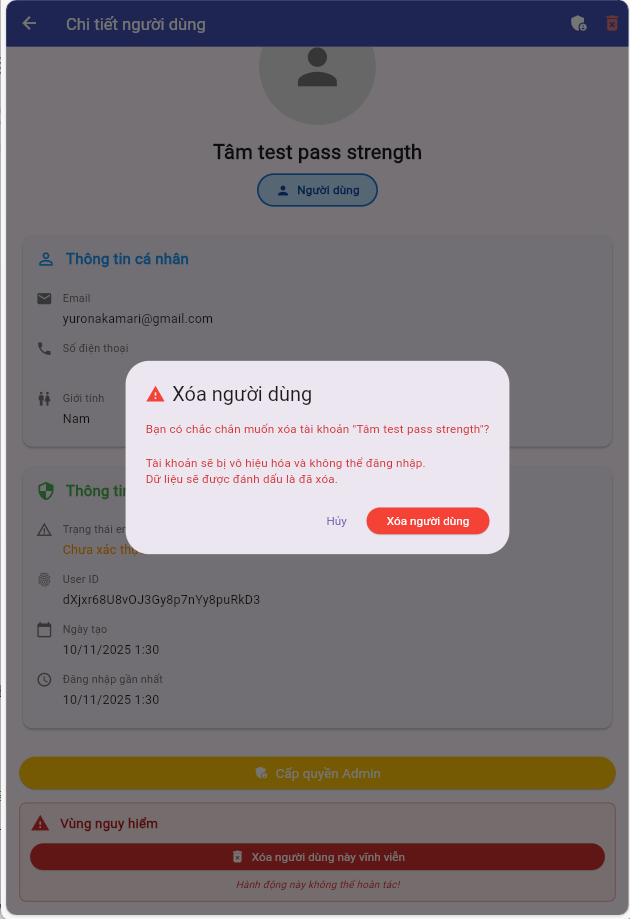 Chi tiết người dùng
Tâm test pass strength
Người dùng
Thông tin cá nhân
Email
yuronakamari@gmail.com
Số điện thoại
Giới tính
Nam
Xóa người dùng
Bạn có chắc chắn muốn xóa tài khoản "Tâm test pass strength"?
Tài khoản sẽ bị vô hiệu hóa và không thể đăng nhập.
Dữ liệu sẽ được đánh dấu là đã xóa.
Hủy
Xóa người dùng
Thông
Trạng thái
Chưa xác
User ID
dXjxr68U8vOJ3Gy8p7nYy8puRkD3
Ngày tạo
10/11/2025 1:30
Đăng nhập gần nhất
10/11/2025 1:30
Cấp quyền Admin
Vùng nguy hiểm
Xóa người dùng này vĩnh viễn
Hành động này không thể hoàn tác!